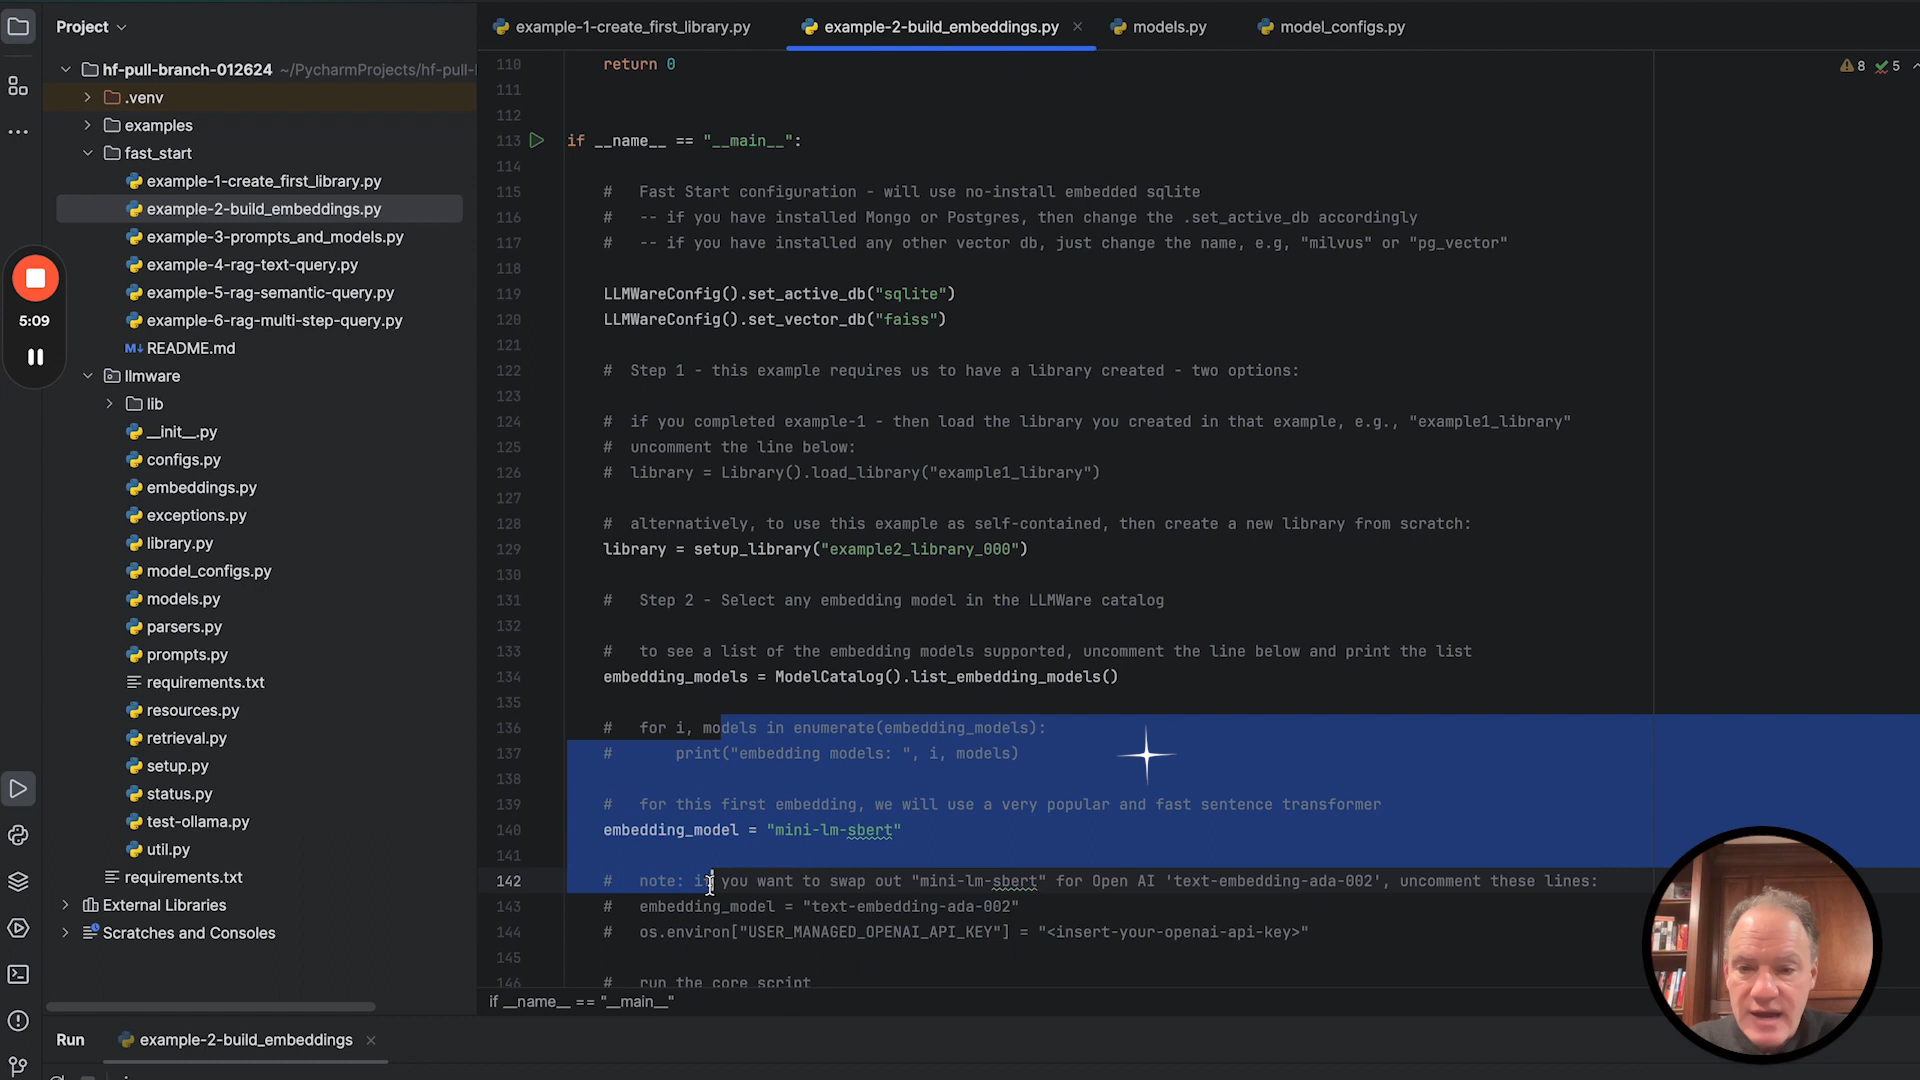 Project
example-1-create_first_library.py
example-2-build_embeddings.py
models.py
model_configs.py
hf-pull-branch-012624 ~/PycharmProjects/hf-pull-l
.venv
examples
fast_start
example-1-create_first_library.py
example-2-build_embeddings.py
example-3-prompts_and_models.py
example-4-rag-text-query.py
example-5-rag-semantic-query.py
example-6-rag-multi-step-query.py
M↓ README.md
llmware
lib
__init__.py
configs.py
embeddings.py
exceptions.py
library.py
model_configs.py
models.py
parsers.py
prompts.py
requirements.txt
resources.py
retrieval.py
setup.py
status.py
test-ollama.py
util.py
requirements.txt
External Libraries
Scratches and Consoles
5:09
8 5
110 return 0
111
112
113 if __name__ == "__main__":
114
115 # Fast Start configuration - will use no-install embedded sqlite
116 # -- if you have installed Mongo or Postgres, then change the .set_active_db accordingly
117 # -- if you have installed any other vector db, just change the name, e.g, "milvus" or "pg_vector"
118
119 LLMWareConfig().set_active_db("sqlite")
120 LLMWareConfig().set_vector_db("faiss")
121
122 # Step 1 - this example requires us to have a library created - two options:
123
124 # if you completed example-1 - then load the library you created in that example, e.g., "example1_library"
125 # uncomment the line below:
126 # library = Library().load_library("example1_library")
127
128 # alternatively, to use this example as self-contained, then create a new library from scratch:
129 library = setup_library("example2_library_000")
130
131 # Step 2 - Select any embedding model in the LLMWare catalog
132
133 # to see a list of the embedding models supported, uncomment the line below and print the list
134 embedding_models = ModelCatalog().list_embedding_models()
135
136 # for i, models in enumerate(embedding_models):
137 # print("embedding models: ", i, models)
138
139 # for this first embedding, we will use a very popular and fast sentence transformer
140 embedding_model = "mini-lm-sbert"
141
142 # note: if you want to swap out "mini-lm-sbert" for Open AI 'text-embedding-ada-002', uncomment these lines:
143 # embedding_model = "text-embedding-ada-002"
144 # os.environ["USER_MANAGED_OPENAI_API_KEY"] = "<insert-your-openai-api-key>"
145
146 # run the core script
if __name__ == "__main__"
Run example-2-build_embeddings